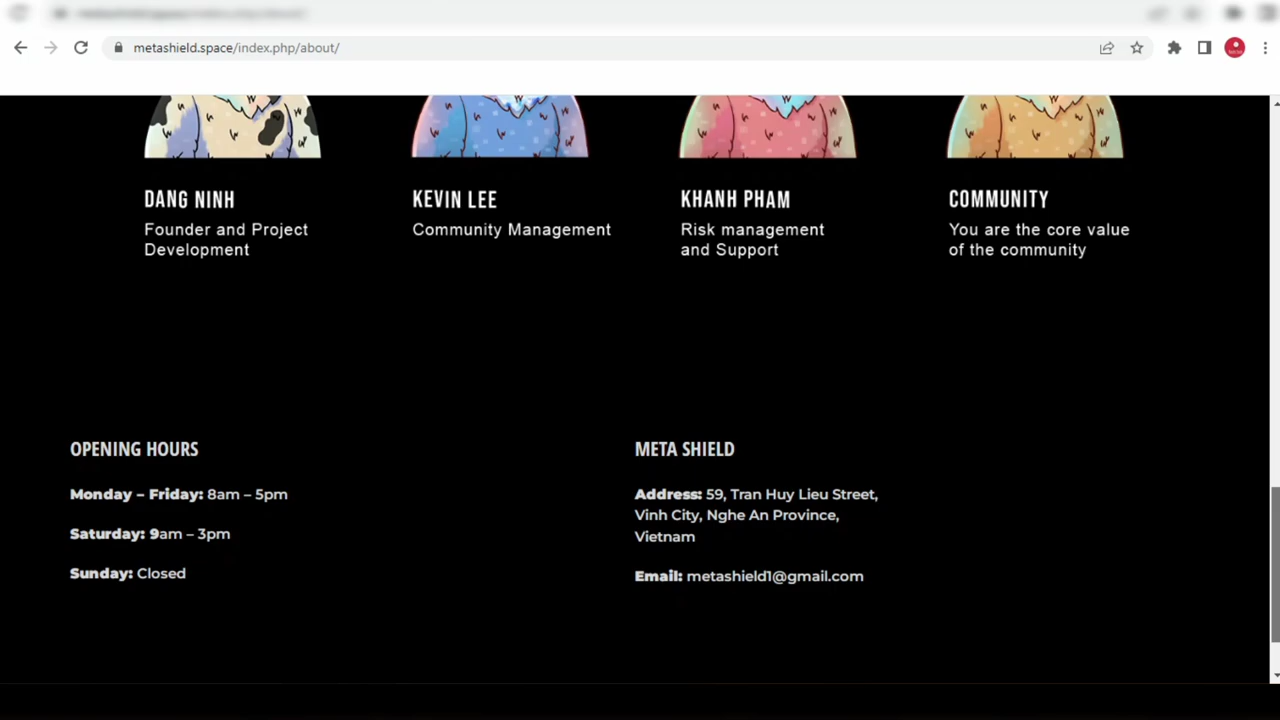 metashield.space/index.php/about/
DANG NINH
Founder and Project
Development
KEVIN LEE
Community Management
KHANH PHAM
Risk management
and Support
COMMUNITY
You are the core value
of the community
OPENING HOURS
Monday – Friday: 8am – 5pm
Saturday: 9am – 3pm
Sunday: Closed
META SHIELD
Address: 59, Tran Huy Lieu Street,
Vinh City, Nghe An Province,
Vietnam
Email: metashield1@gmail.com